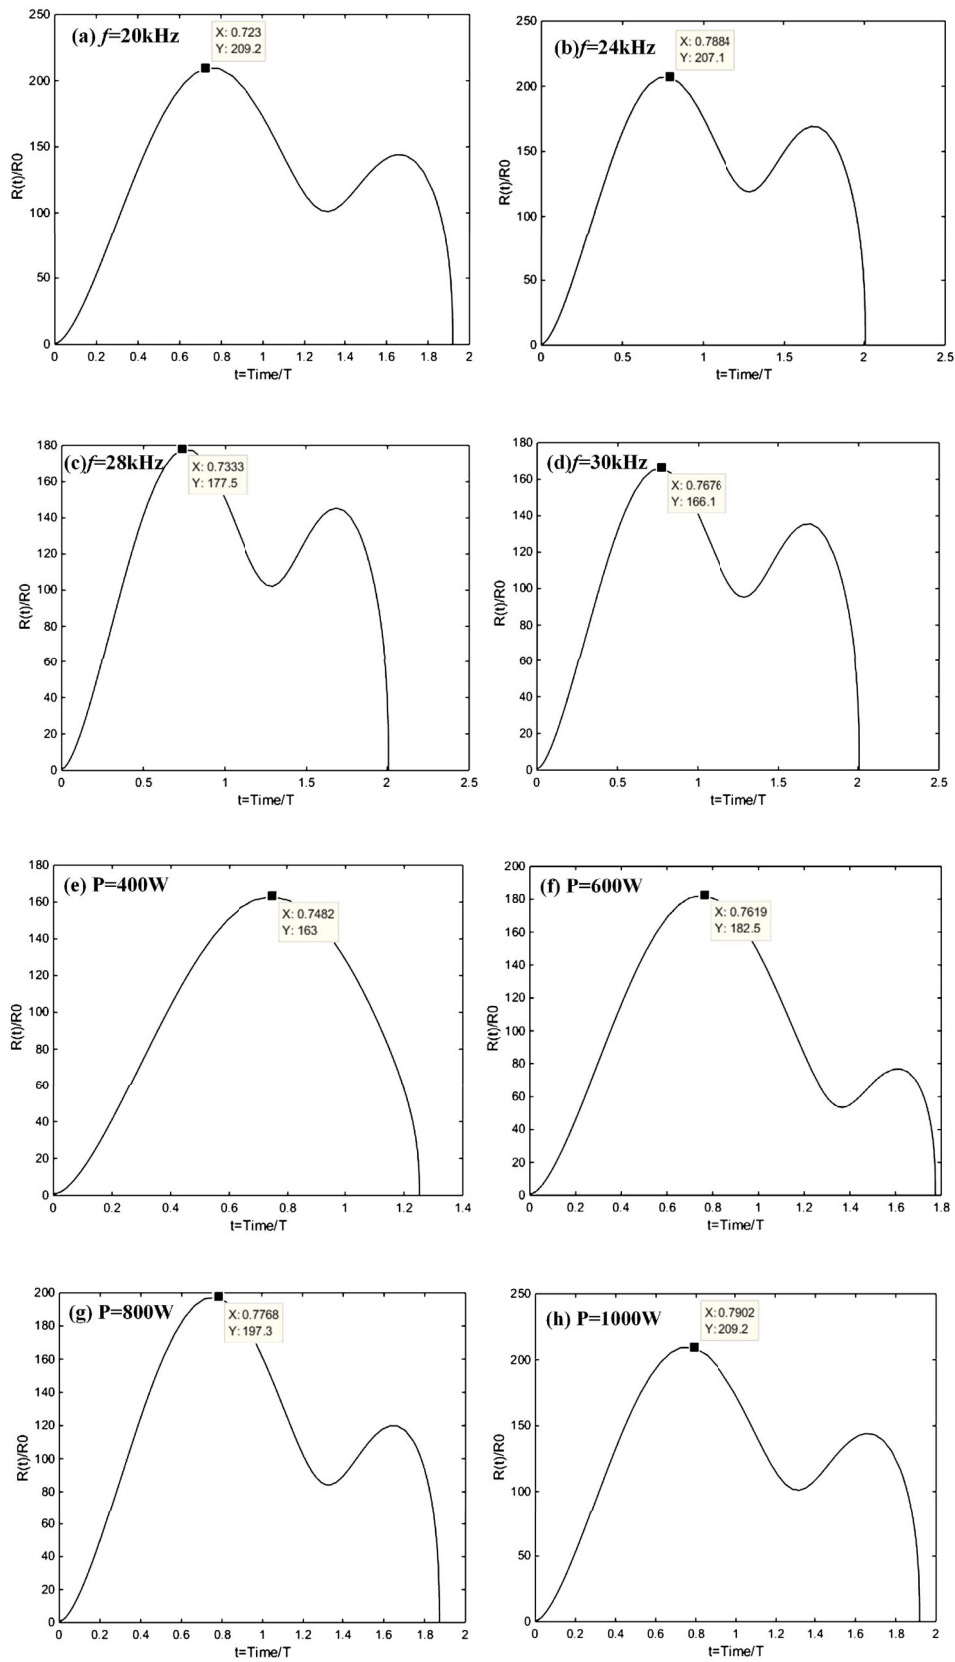 (a) f=20kHz
X: 0.723
Y: 209.2
250
200
150
100
50
0
R(t)/R0
0 0.2 0.4 0.6 0.8 1 1.2 1.4 1.6 1.8 2
t=Time/T
(b)f=24kHz
X: 0.7884
Y: 207.1
250
200
150
100
50
0
R(t)/R0
0 0.5 1 1.5 2 2.5
t=Time/T
(c)f=28kHz
X: 0.7333
Y: 177.5
180
160
140
120
100
80
60
40
20
0
R(t)/R0
0 0.5 1 1.5 2 2.5
t=Time/T
(d)f=30kHz
X: 0.7676
Y: 166.1
180
160
140
120
100
80
60
40
20
0
R(t)/R0
0 0.5 1 1.5 2 2.5
t=Time/T
(e) P=400W
X: 0.7482
Y: 163
180
160
140
120
100
80
60
40
20
0
R(t)/R0
0 0.2 0.4 0.6 0.8 1 1.2 1.4
t=Time/T
(f) P=600W
X: 0.7619
Y: 182.5
200
180
160
140
120
100
80
60
40
20
0
R(t)/R0
0 0.2 0.4 0.6 0.8 1 1.2 1.4 1.6 1.8
t=Time/T
(g) P=800W
X: 0.7768
Y: 197.3
200
180
160
140
120
100
80
60
40
20
0
R(t)/R0
0 0.2 0.4 0.6 0.8 1 1.2 1.4 1.6 1.8 2
t=Time/T
(h) P=1000W
X: 0.7902
Y: 209.2
250
200
150
100
50
0
R(t)/R0
0 0.2 0.4 0.6 0.8 1 1.2 1.4 1.6 1.8 2
t=Time/T